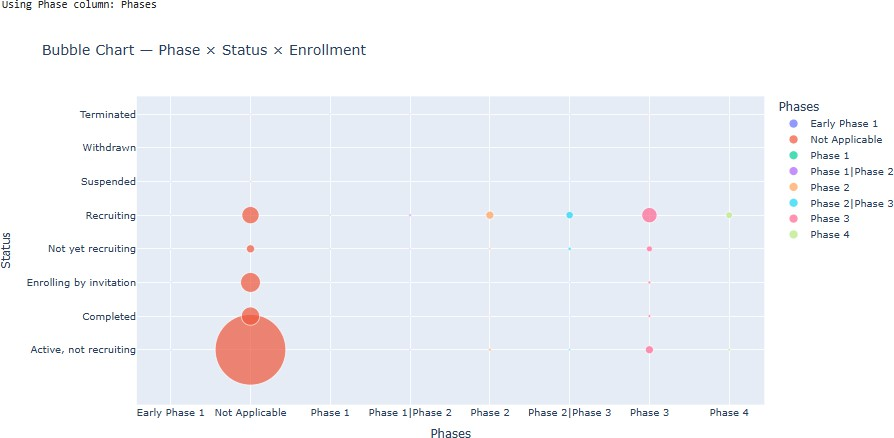 Using Phase column: Phases
Bubble Chart — Phase × Status × Enrollment
Phases
Early Phase 1
Not Applicable
Phase 1
Phase 1|Phase 2
Phase 2
Phase 2|Phase 3
Phase 3
Phase 4
Status
Terminated
Withdrawn
Suspended
Recruiting
Not yet recruiting
Enrolling by invitation
Completed
Active, not recruiting
Early Phase 1 Not Applicable Phase 1 Phase 1|Phase 2 Phase 2 Phase 2|Phase 3 Phase 3 Phase 4
Phases